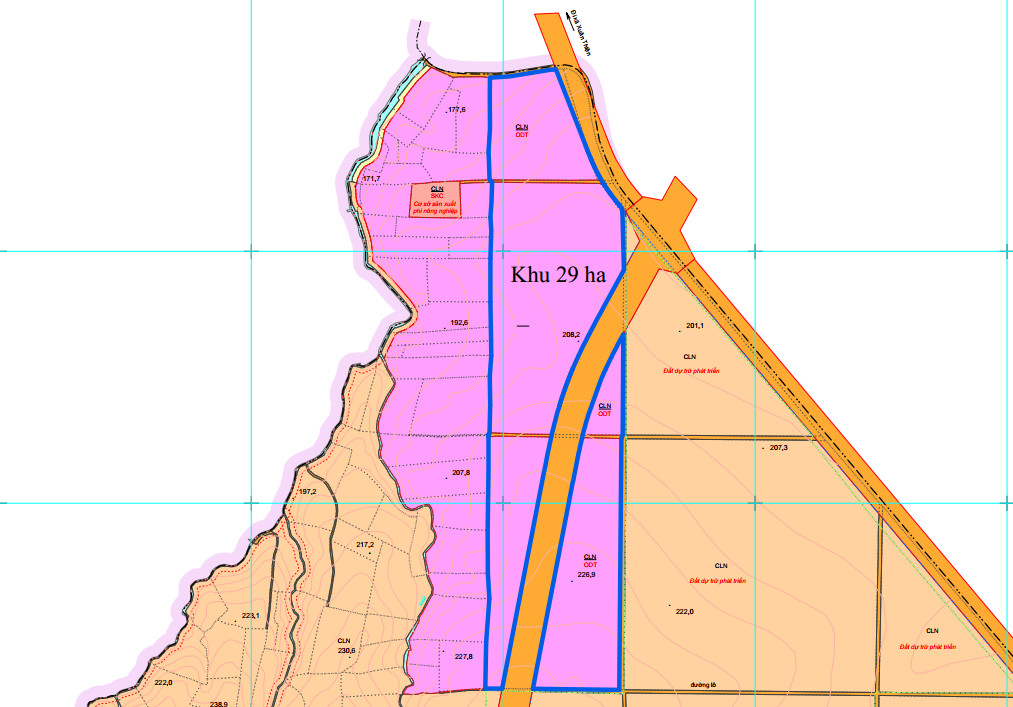 Đi xã Xuân Thiện
177,6
CLN
ODT
171,7
CLN
SKC
Cơ sở sản xuất
phi nông nghiệp
Khu 29 ha
192,6
208,2
201,1
CLN
Đất dự trữ phát triển
CLN
ODT
207,3
207,8
197,2
217,2
CLN
ODT
226,9
CLN
Đất dự trữ phát triển
222,0
223,1
CLN
230,6
227,8
CLN
Đất dự trữ phát triển
222,0
đường lô
238,9